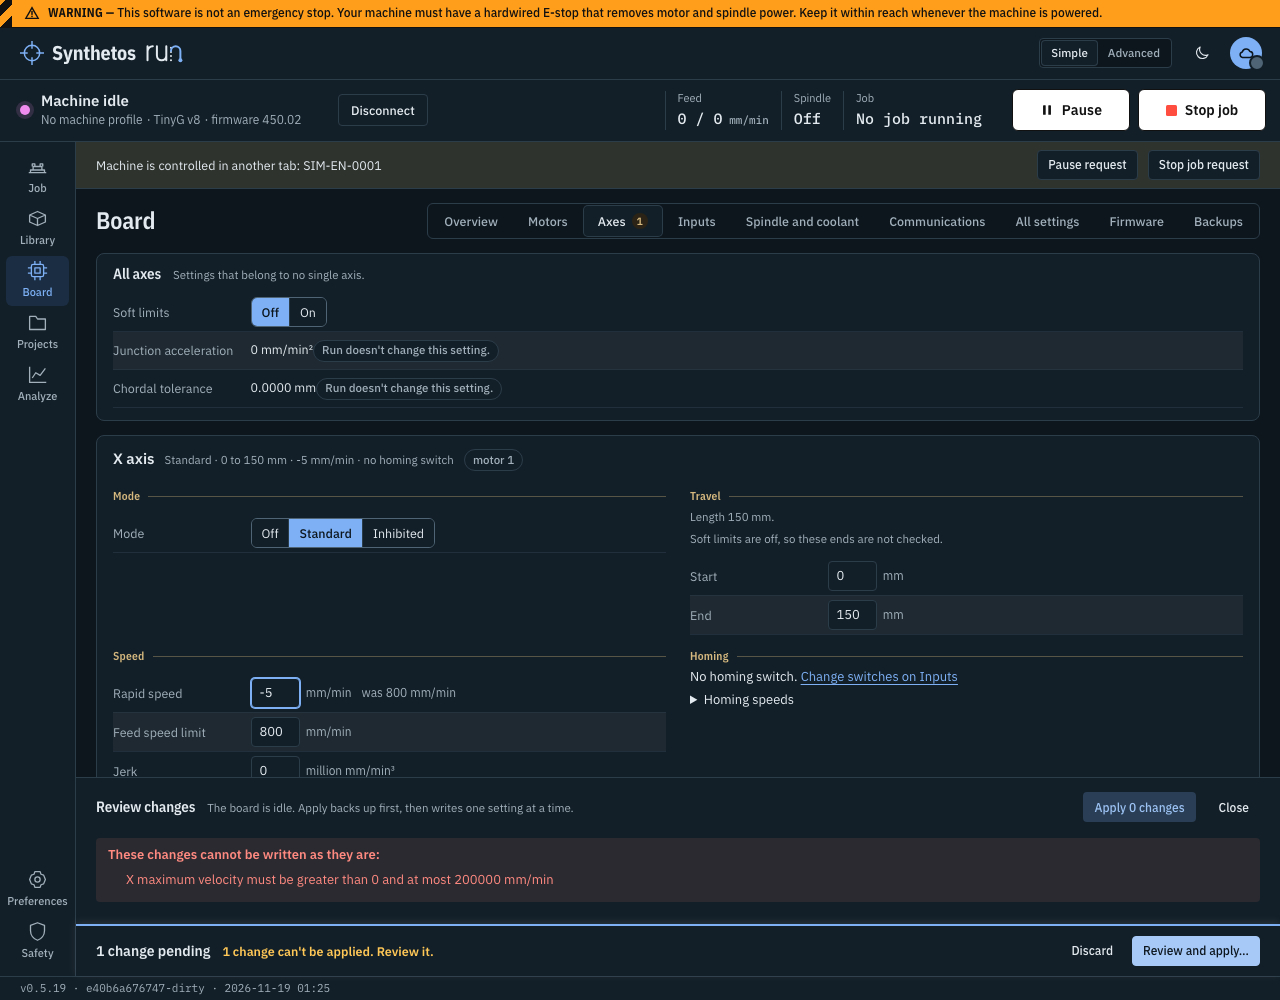 WARNING — This software is not an emergency stop. Your machine must have a hardwired E-stop that removes motor and spindle power. Keep it within reach whenever the machine is powered.
Synthetos run
Simple Advanced
Machine idle
No machine profile · TinyG v8 · firmware 450.02
Disconnect
Feed
0 / 0 mm/min
Spindle
Off
Job
No job running
Pause
Stop job
Machine is controlled in another tab: SIM-EN-0001
Pause request
Stop job request
Job
Library
Board
Projects
Analyze
Preferences
Safety
Board
Overview Motors Axes 1 Inputs Spindle and coolant Communications All settings Firmware Backups
All axes Settings that belong to no single axis.
Soft limits Off On
Junction acceleration 0 mm/min² Run doesn't change this setting.
Chordal tolerance 0.0000 mm Run doesn't change this setting.
X axis Standard · 0 to 150 mm · -5 mm/min · no homing switch motor 1
Mode
Mode Off Standard Inhibited
Travel
Length 150 mm.
Soft limits are off, so these ends are not checked.
Start 0 mm
End 150 mm
Speed
Rapid speed -5 mm/min was 800 mm/min
Feed speed limit 800 mm/min
Jerk 0 million mm/min³
Homing
No homing switch. Change switches on Inputs
Homing speeds
Review changes The board is idle. Apply backs up first, then writes one setting at a time.
Apply 0 changes Close
These changes cannot be written as they are:
X maximum velocity must be greater than 0 and at most 200000 mm/min
1 change pending 1 change can't be applied. Review it.
Discard Review and apply...
v0.5.19 · e40b6a676747-dirty · 2026-11-19 01:25